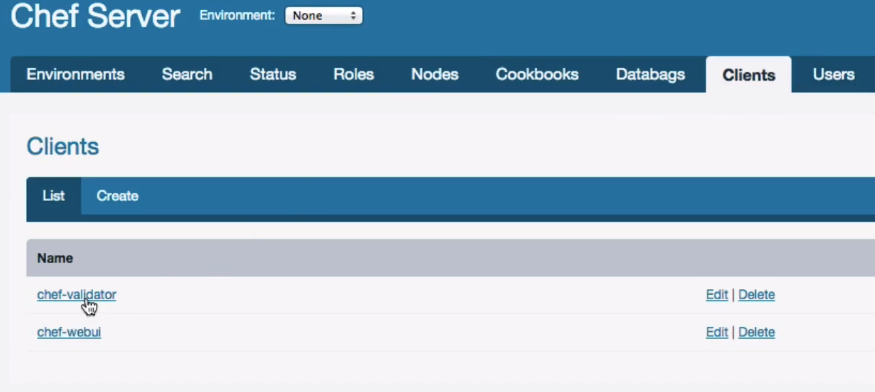 Chef Server Environment: None
Environments Search Status Roles Nodes Cookbooks Databags Clients Users
Clients
List Create
Name
chef-validator Edit | Delete
chef-webui Edit | Delete